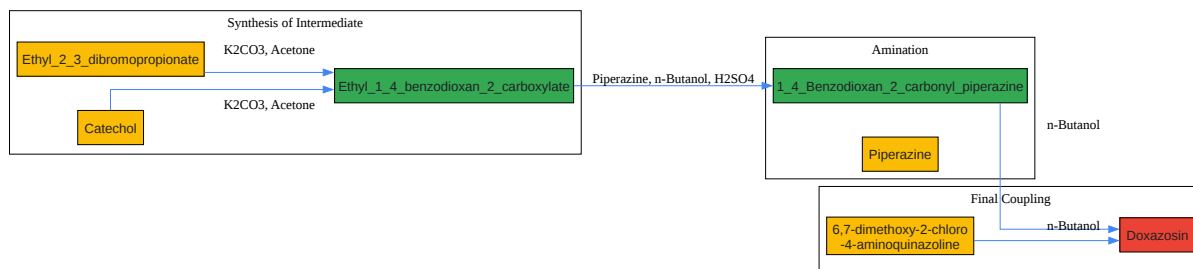 Synthesis of Intermediate
Ethyl_2_3_dibromopropionate
K2CO3, Acetone
Ethyl_1_4_benzodioxan_2_carboxylate
K2CO3, Acetone
Catechol
Piperazine, n-Butanol, H2SO4
Amination
1_4_Benzodioxan_2_carbonyl_piperazine
n-Butanol
Piperazine
Final Coupling
6,7-dimethoxy-2-chloro
-4-aminoquinazoline
n-Butanol
Doxazosin